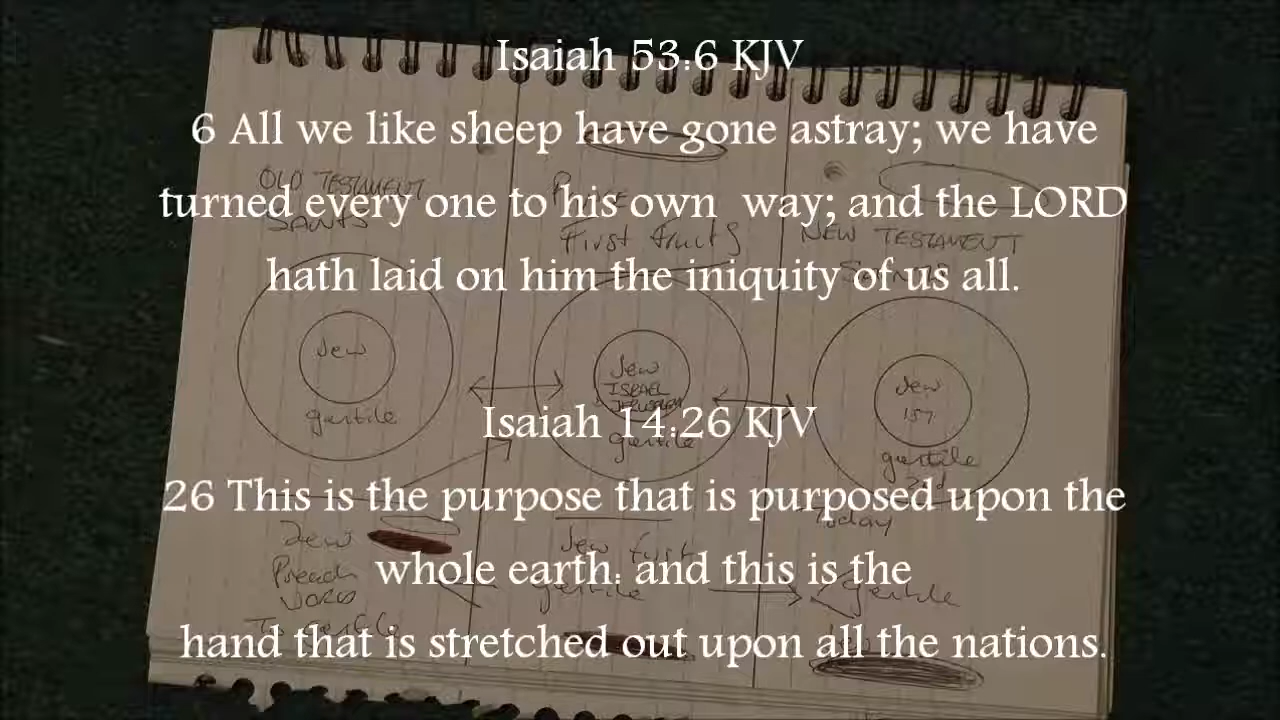 Isaiah 53:6 KJV
6 All we like sheep have gone astray; we have
turned every one to his own way; and the LORD
hath laid on him the iniquity of us all.
Isaiah 14:26 KJV
26 This is the purpose that is purposed upon the
whole earth: and this is the
hand that is stretched out upon all the nations.
OLD TESTAMENT
SAINTS
First fruits
NEW TESTAMENT
Jew
gentile
Jew
ISRAEL
JERUSALEM
gentile
Jew
1st
gentile
2nd
Today
Jew
Preach
WORD
To gentile
Jew first
gentile
gentile